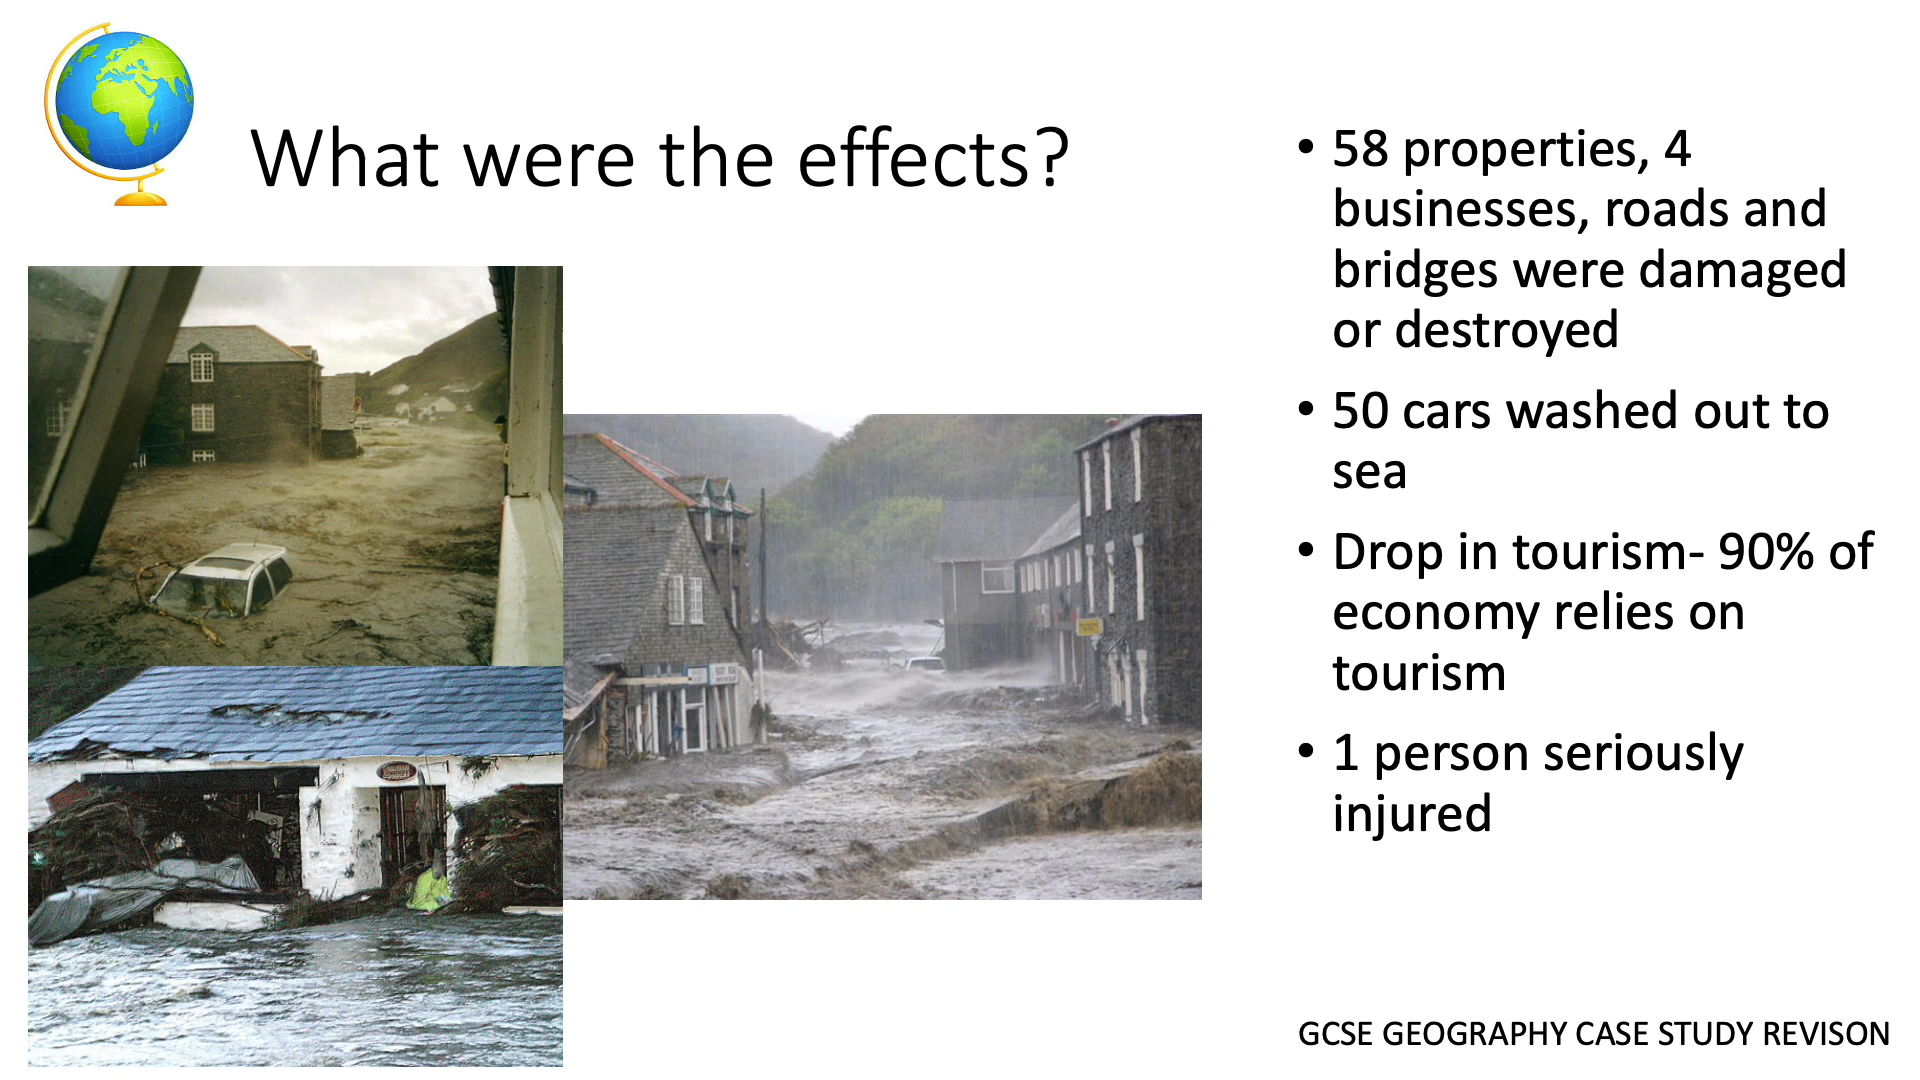 What were the effects?
• 58 properties, 4
businesses, roads and
bridges were damaged
or destroyed
• 50 cars washed out to
sea
• Drop in tourism- 90% of
economy relies on
tourism
• 1 person seriously
injured
GCSE GEOGRAPHY CASE STUDY REVISON